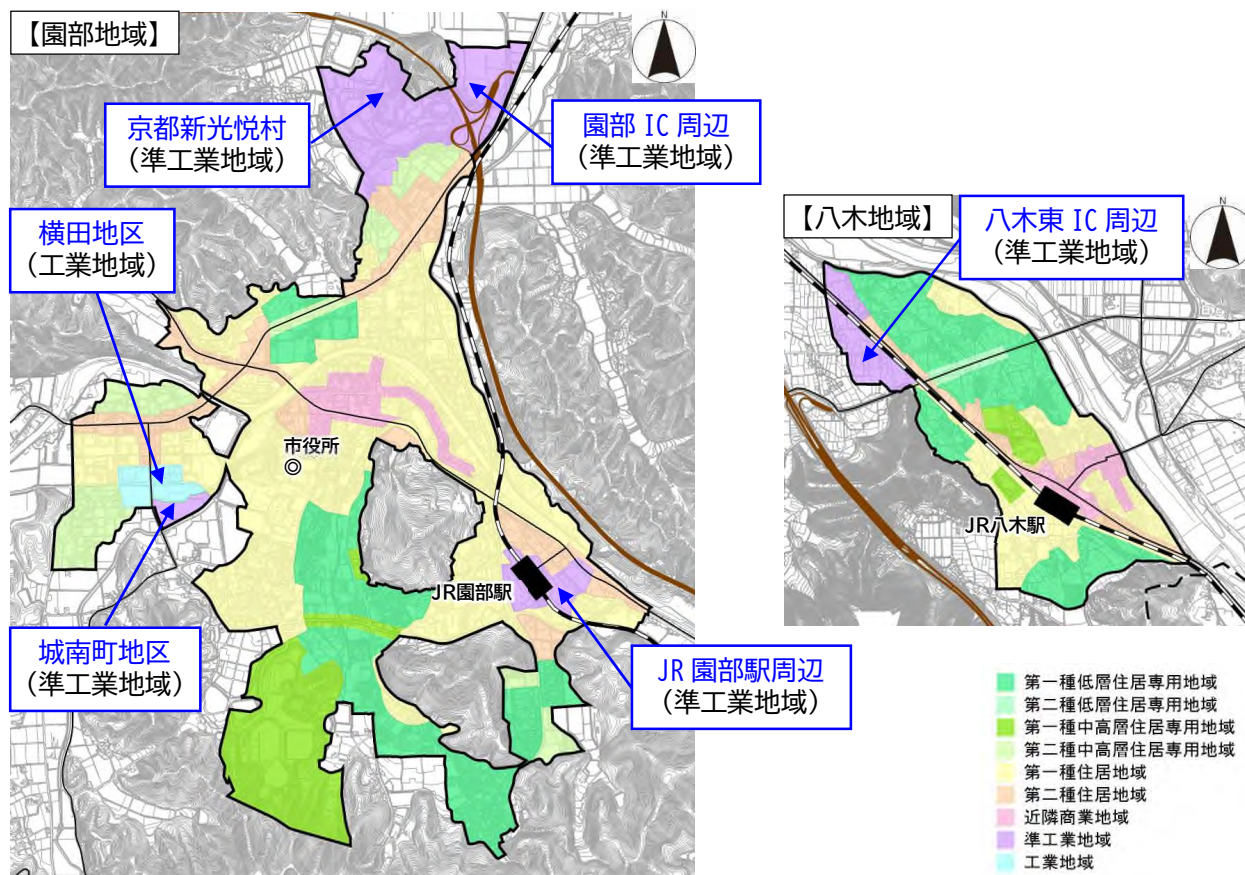 【園部地域】
N
京都新光悦村
（準工業地域）
園部 IC 周辺
（準工業地域）
横田地区
（工業地域）
市役所
JR園部駅
城南町地区
（準工業地域）
JR 園部駅周辺
（準工業地域）
【八木地域】
N
八木東 IC 周辺
（準工業地域）
JR八木駅
第一種低層住居専用地域
第二種低層住居専用地域
第一種中高層住居専用地域
第二種中高層住居専用地域
第一種住居地域
第二種住居地域
近隣商業地域
準工業地域
工業地域